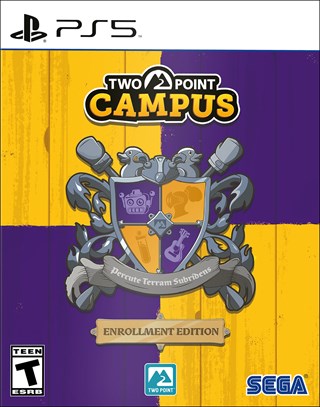 PS5
TWO POINT
CAMPUS
Percute Terram Subridens
ENROLLMENT EDITION
TEEN
T
ESRB
TWO POINT
SEGA